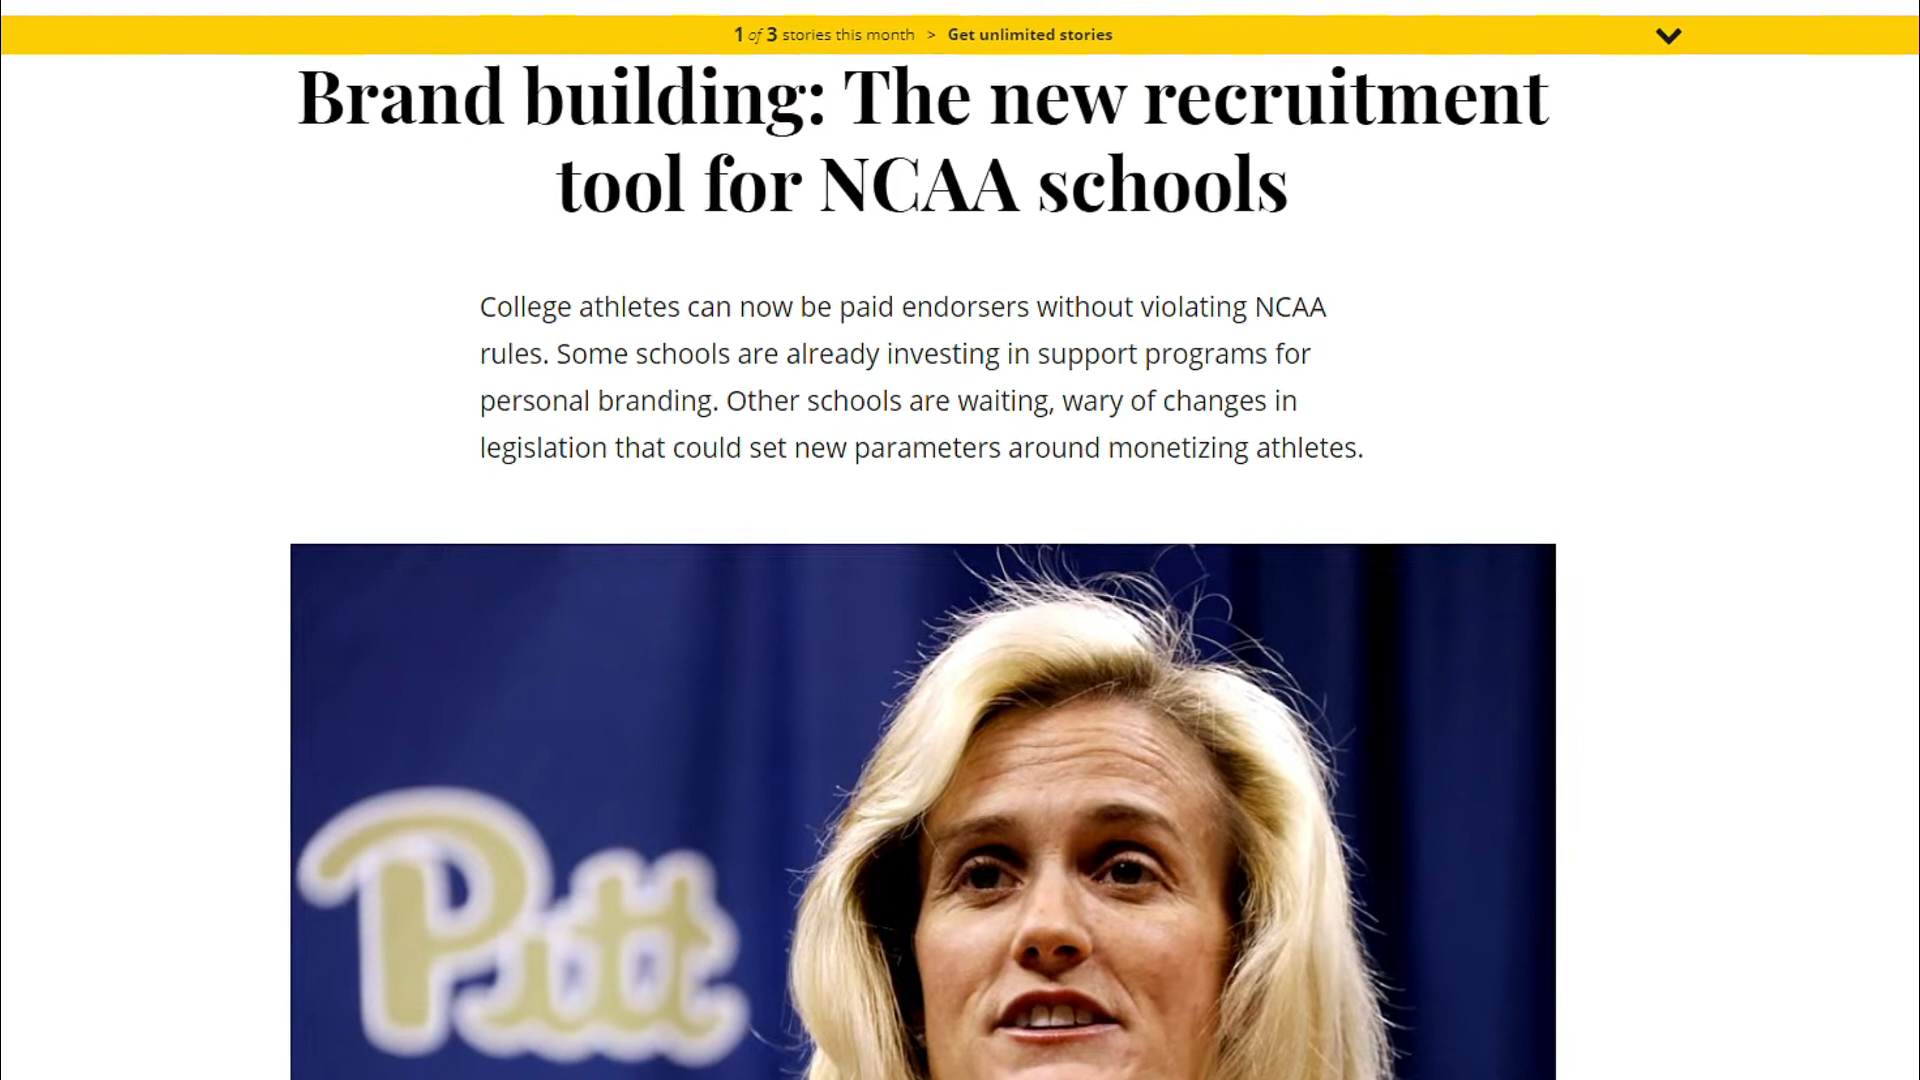 1 of 3 stories this month > Get unlimited stories
Brand building: The new recruitment
tool for NCAA schools
College athletes can now be paid endorsers without violating NCAA
rules. Some schools are already investing in support programs for
personal branding. Other schools are waiting, wary of changes in
legislation that could set new parameters around monetizing athletes.
Pitt